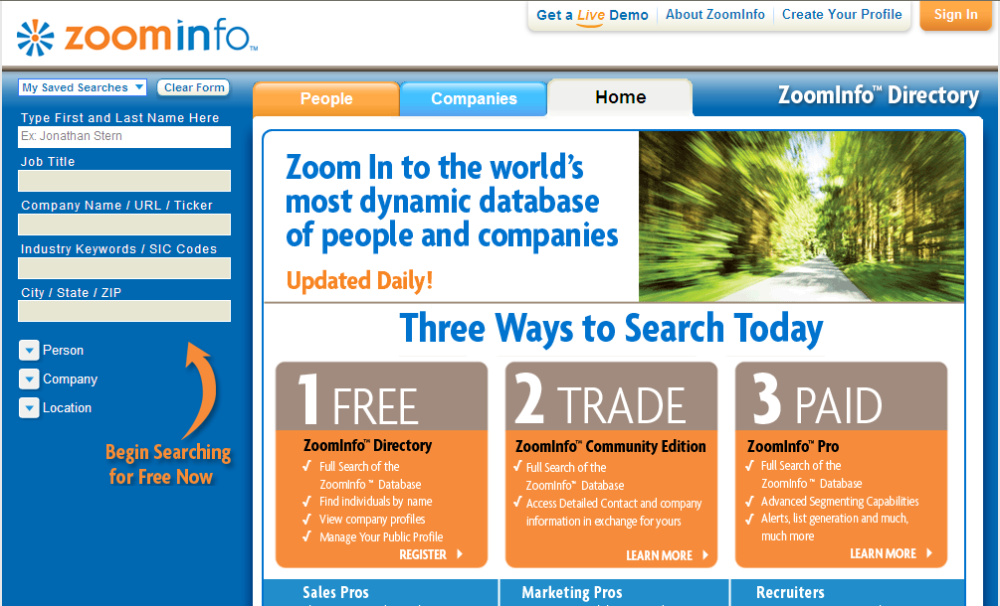 zoominfo™
Get a Live Demo
About ZoomInfo
Create Your Profile
Sign In
My Saved Searches
Clear Form
Type First and Last Name Here
Ex: Jonathan Stern
Job Title
Company Name / URL / Ticker
Industry Keywords / SIC Codes
City / State / ZIP
Person
Company
Location
Begin Searching
for Free Now
People
Companies
Home
ZoomInfo™ Directory
Zoom In to the world's
most dynamic database
of people and companies
Updated Daily!
Three Ways to Search Today
1 FREE
ZoomInfo™ Directory
Full Search of the
ZoomInfo™ Database
Find individuals by name
View company profiles
Manage Your Public Profile
REGISTER
2 TRADE
ZoomInfo™ Community Edition
Full Search of the
ZoomInfo™ Database
Access Detailed Contact and company
information in exchange for yours
LEARN MORE
3 PAID
ZoomInfo™ Pro
Full Search of the
ZoomInfo™ Database
Advanced Segmenting Capabilities
Alerts, list generation and much,
much more
LEARN MORE
Sales Pros
Marketing Pros
Recruiters